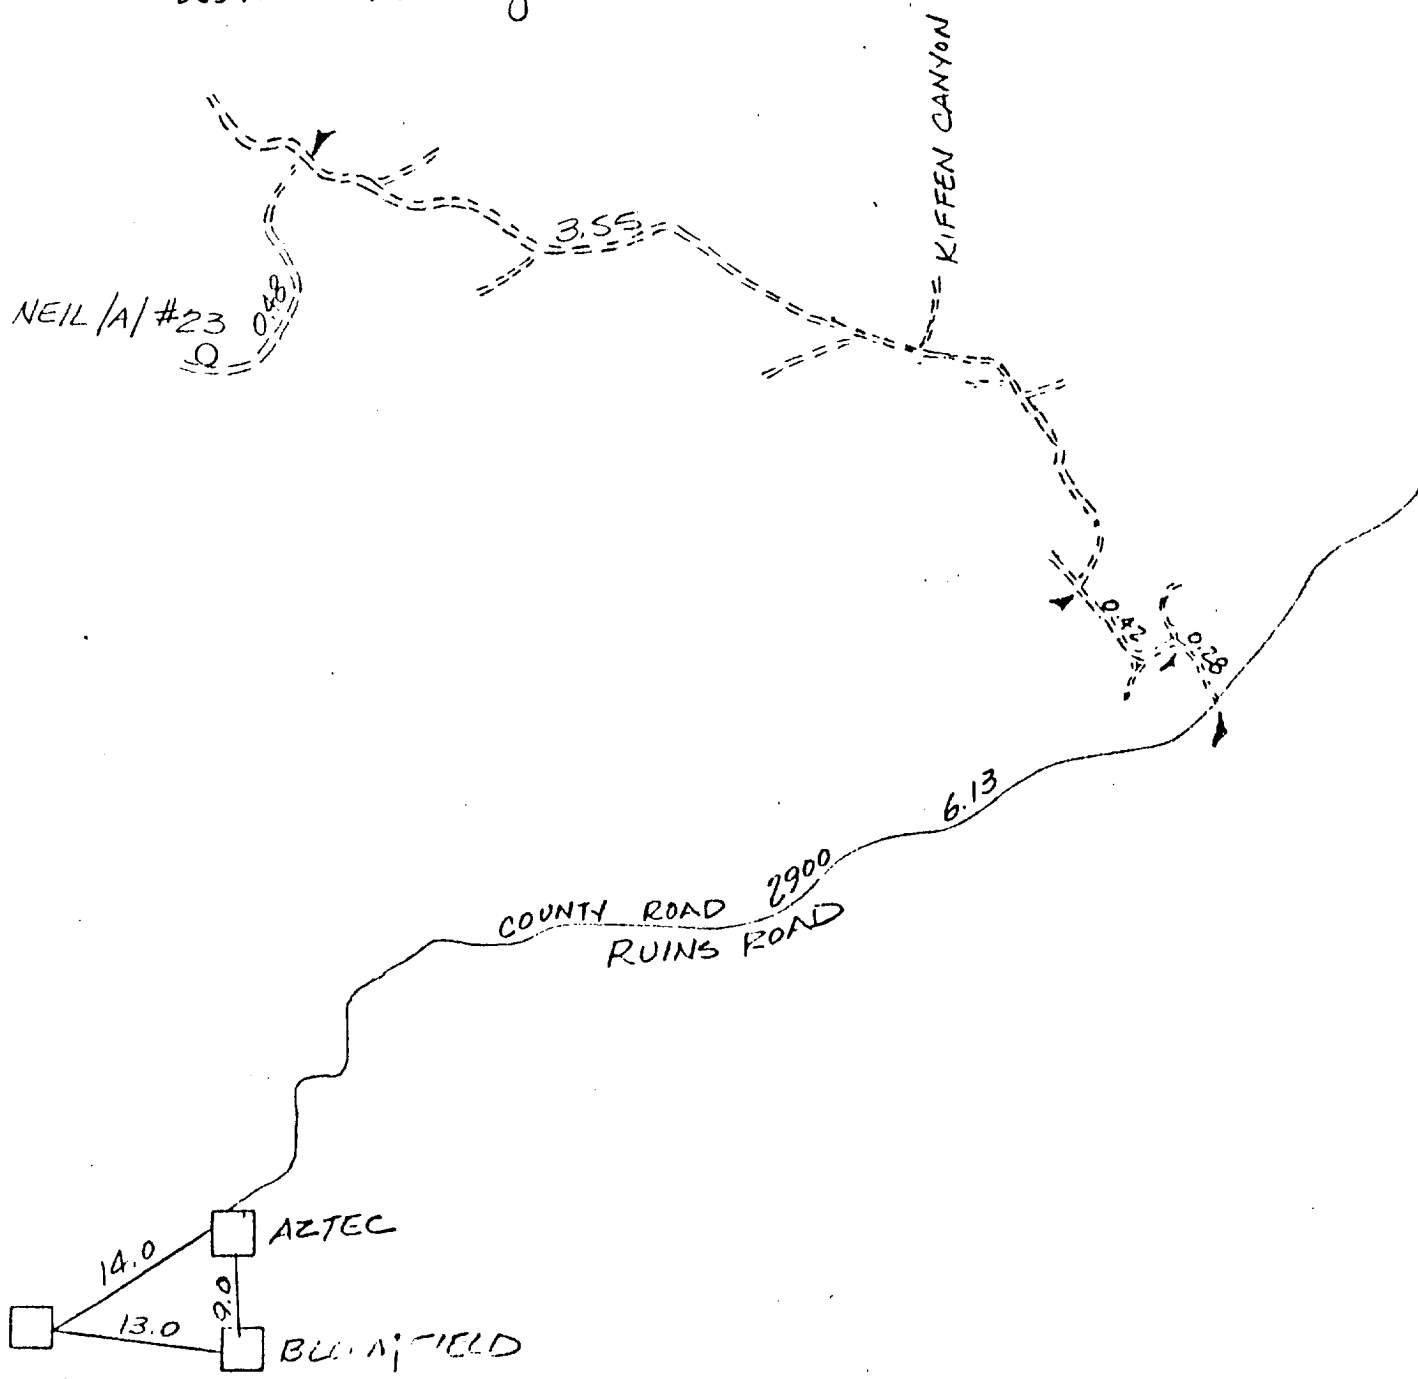 KIFFEN CANYON
3.55
NEIL /A/ #23
0.48
0.42
0.28
6.13
COUNTY ROAD 2900
RUINS ROAD
AZTEC
14.0
9.0
13.0